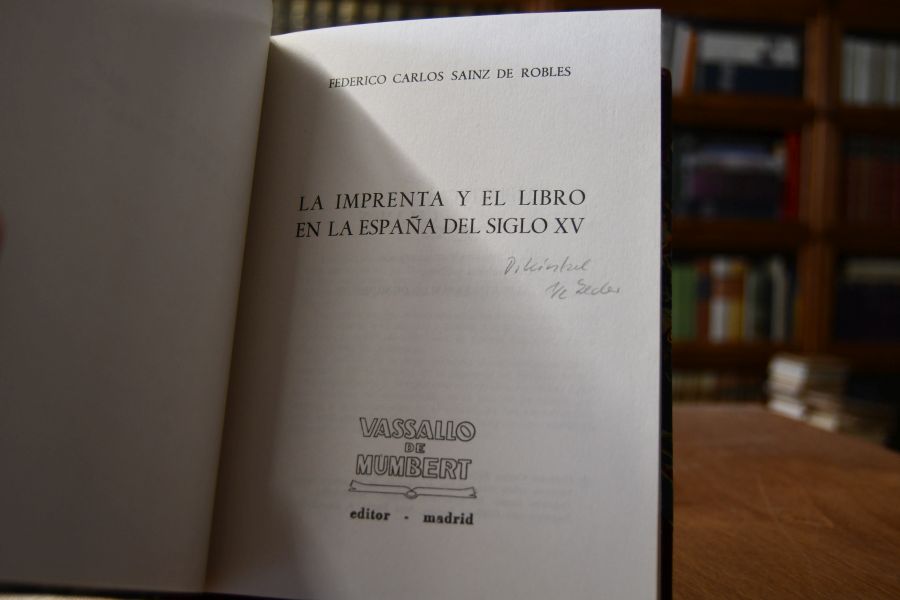 FEDERICO CARLOS SAINZ DE ROBLES
LA IMPRENTA Y EL LIBRO
EN LA ESPAÑA DEL SIGLO XV
VASSALLO
DE
MUMBERT
editor - madrid